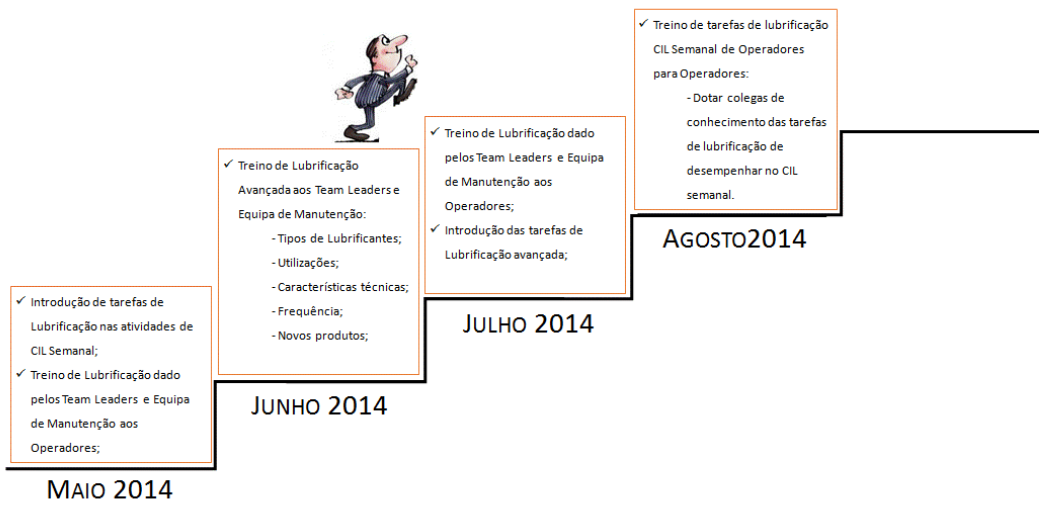 ✓ Introdução de tarefas de
Lubrificação nas atividades de
CIL Semanal;
✓ Treino de Lubrificação dado
pelos Team Leaders e Equipa
de Manutenção aos
Operadores;
MAIO 2014
✓ Treino de Lubrificação
Avançada aos Team Leaders e
Equipa de Manutenção:
- Tipos de Lubrificantes;
- Utilizações;
- Características técnicas;
- Frequência;
- Novos produtos;
JUNHO 2014
✓ Treino de Lubrificação dado
pelos Team Leaders e Equipa
de Manutenção aos
Operadores;
✓ Introdução das tarefas de
Lubrificação avançada;
JULHO 2014
✓ Treino de tarefas de lubrificação
CIL Semanal de Operadores
para Operadores:
- Dotar colegas de
conhecimento das tarefas
de lubrificação de
desempenhar no CIL
semanal.
AGOSTO2014